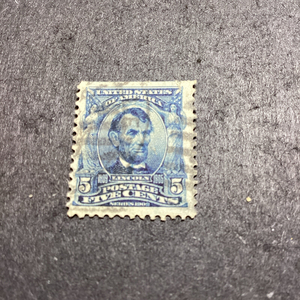 UNITED STATES
OF AMERICA
LINCOLN
5 POSTAGE 5
FIVE CENTS
SERIES 1902